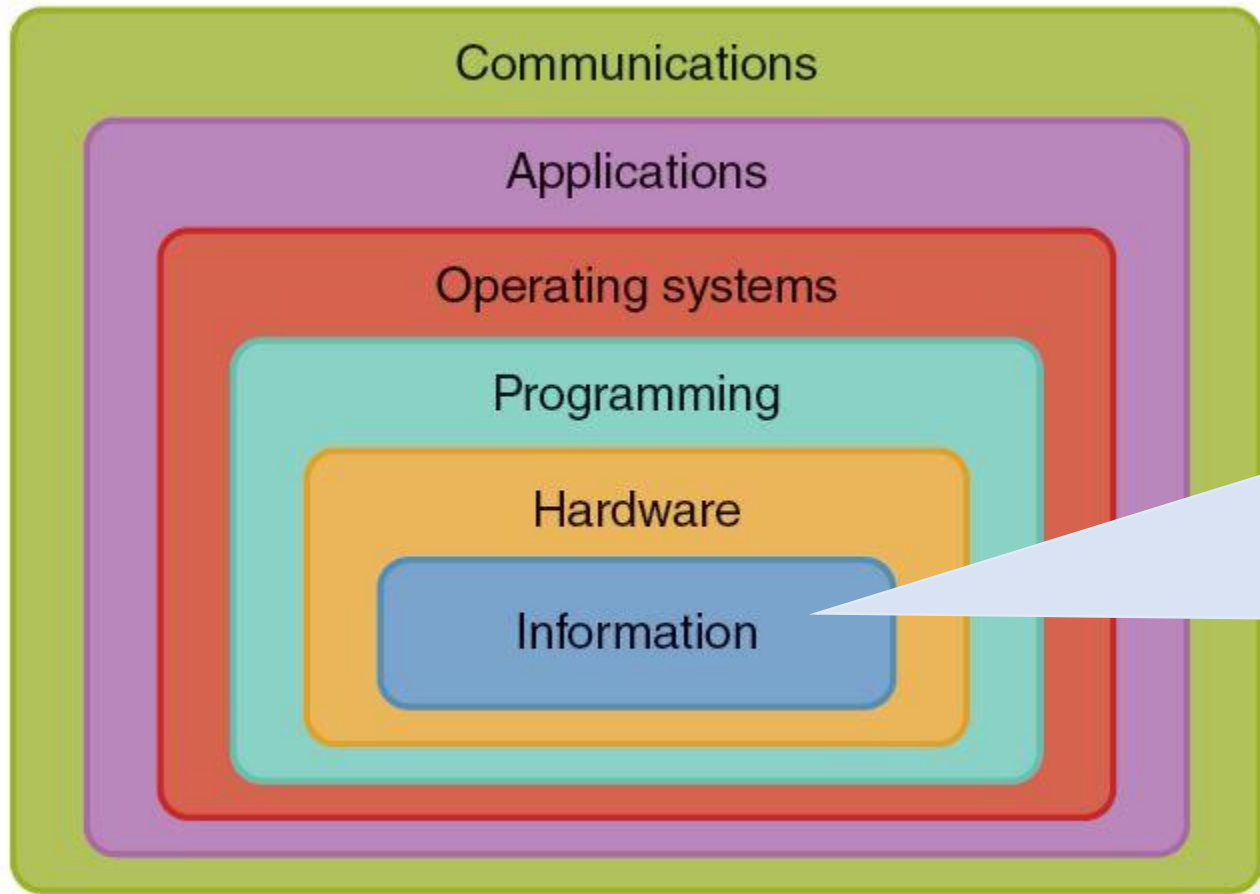 Communications
Applications
Operating systems
Programming
Hardware
Information